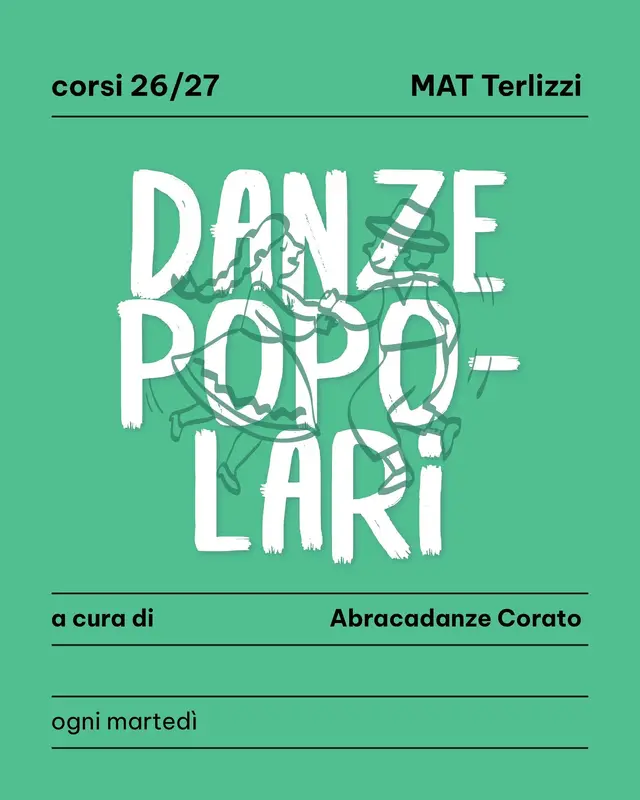 corsi 26/27
MAT Terlizzi
DANZE
POPO-
LARi
a cura di
Abracadanze Corato
ogni martedì